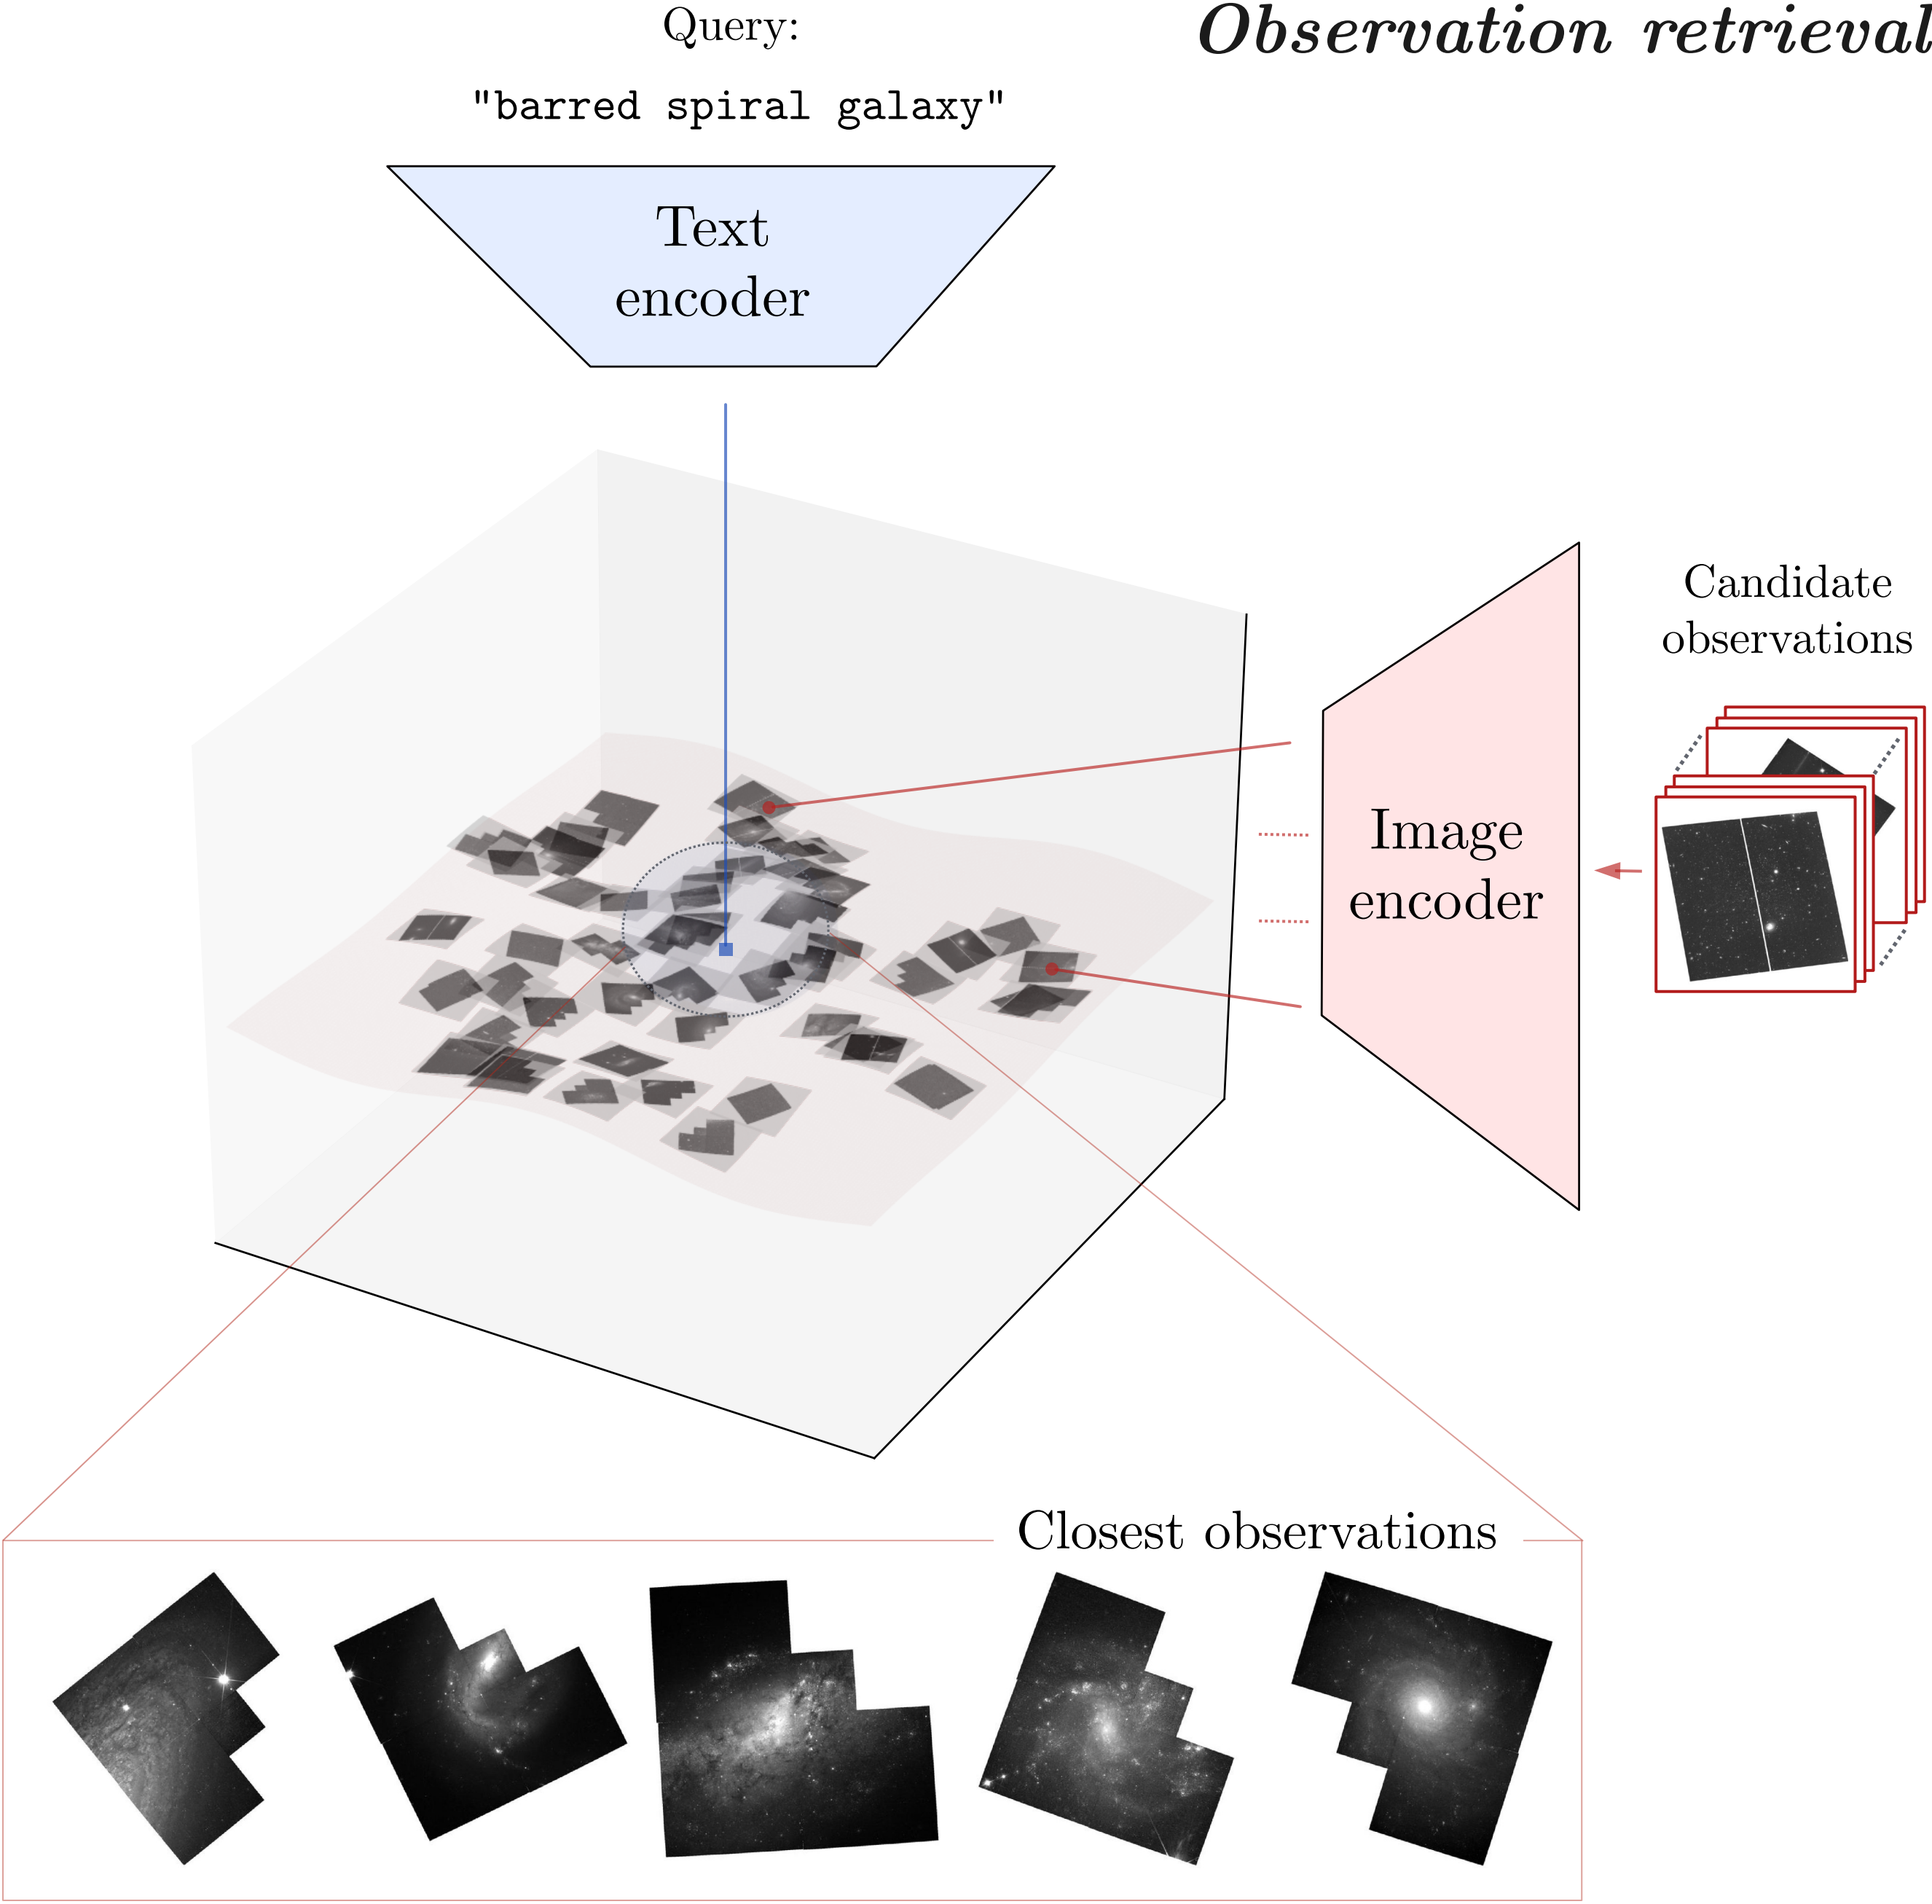 Observation retrieval
Query:
"barred spiral galaxy"
Text
encoder
Candidate
observations
Image
encoder
Closest observations